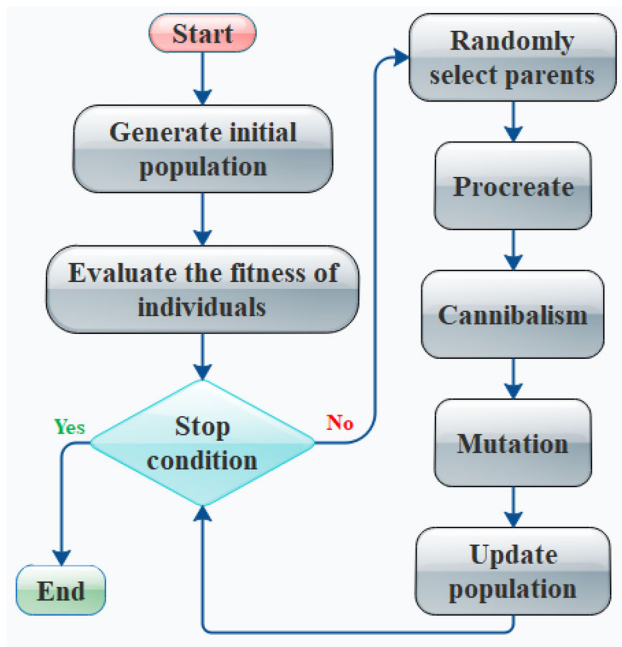 Start
Generate initial
population
Evaluate the fitness of
individuals
Stop
condition
Yes
No
End
Randomly
select parents
Procreate
Cannibalism
Mutation
Update
population